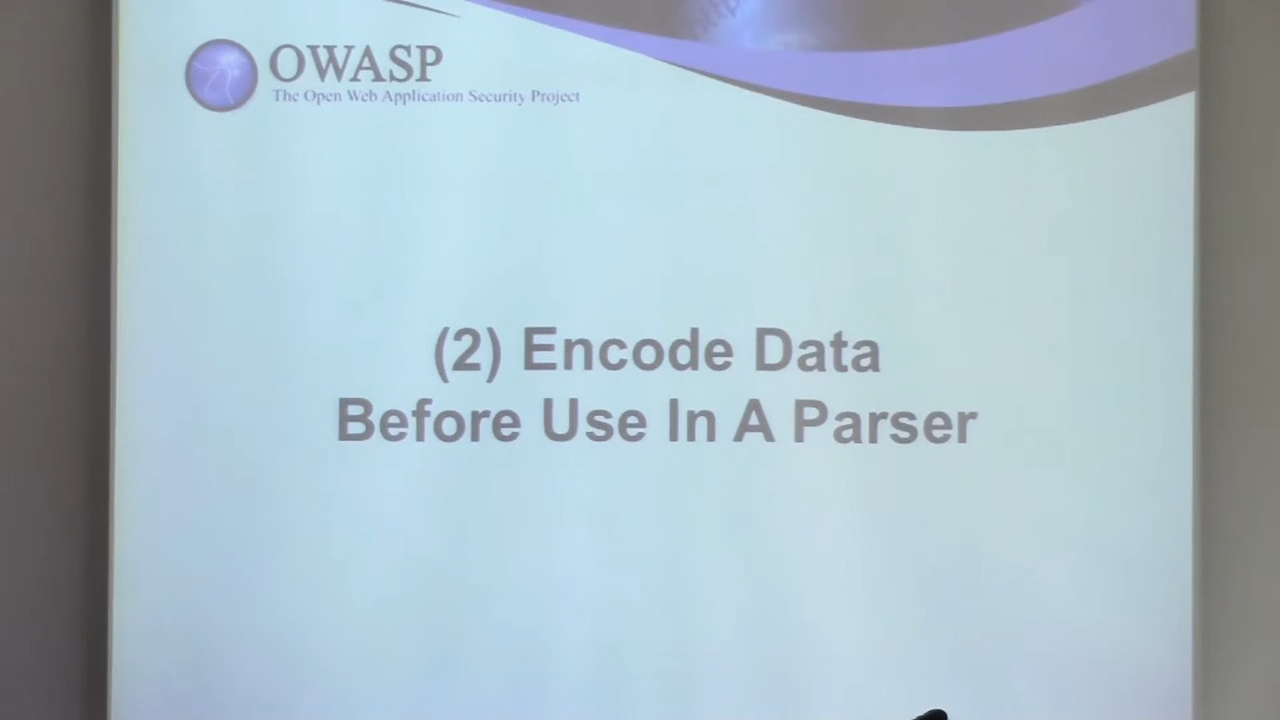 OWASP
The Open Web Application Security Project
(2) Encode Data
Before Use In A Parser